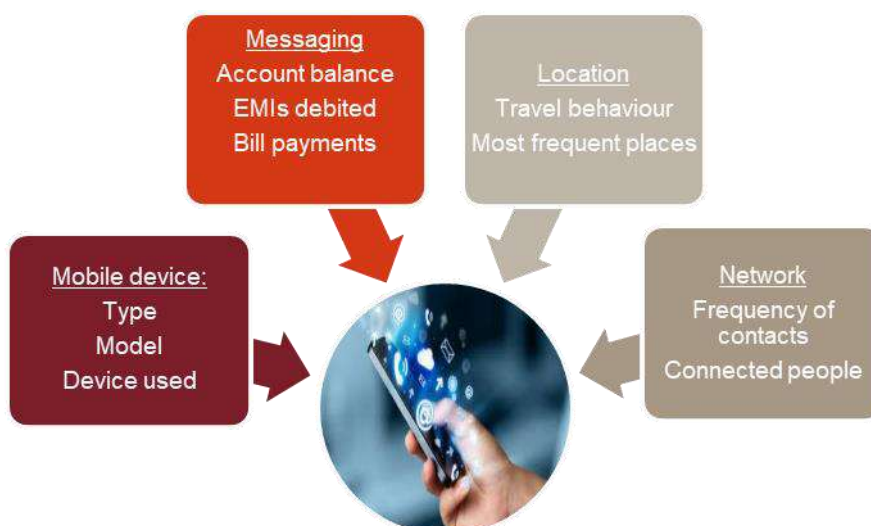 Messaging
Account balance
EMIs debited
Bill payments
Location
Travel behaviour
Most frequent places
Mobile device:
Type
Model
Device used
Network
Frequency of
contacts
Connected people
@